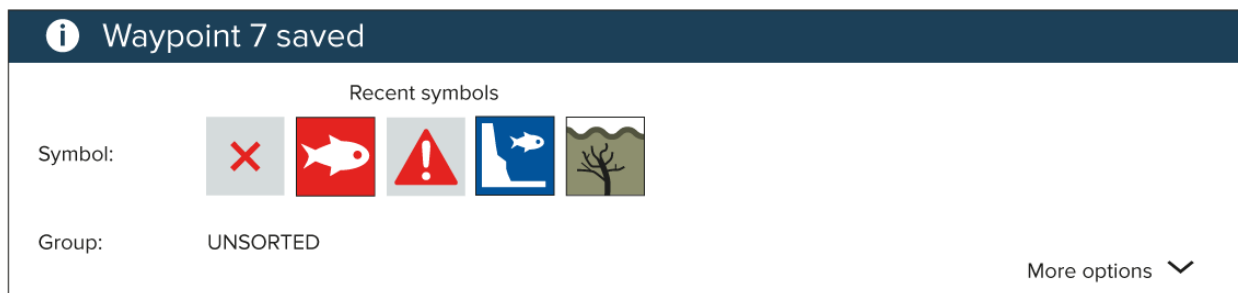 Waypoint 7 saved
Recent symbols
Symbol:
Group: UNSORTED
More options